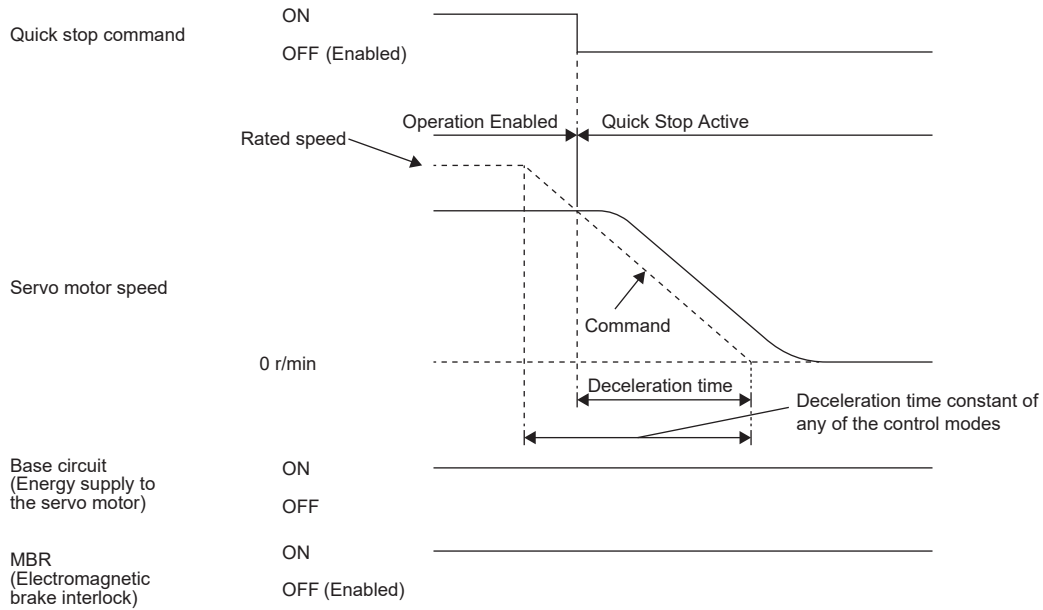 ON
Quick stop command
OFF (Enabled)
Operation Enabled
Quick Stop Active
Rated speed
Servo motor speed
Command
0 r/min
Deceleration time
Deceleration time constant of
any of the control modes
Base circuit
(Energy supply to
the servo motor)
ON
OFF
MBR
(Electromagnetic
brake interlock)
ON
OFF (Enabled)